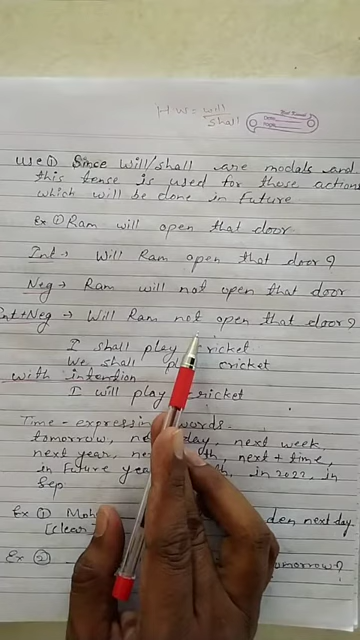 H.W = will
shall
Use ① Since will/shall are modals and
this tense is used for those actions
which will be done in future
Ex ① Ram will open that door
Int → Will Ram open that door?
Neg → Ram will not open that door
Int + Neg → Will Ram not open that door?
I shall play cricket
We shall cricket
with intention
I will play cricket
Time - expressing words -
tomorrow, day, next week,
next year, next + time,
in future in 2022, in
Sep
Ex ① next day.
[clear
Ex ② tomorrow?